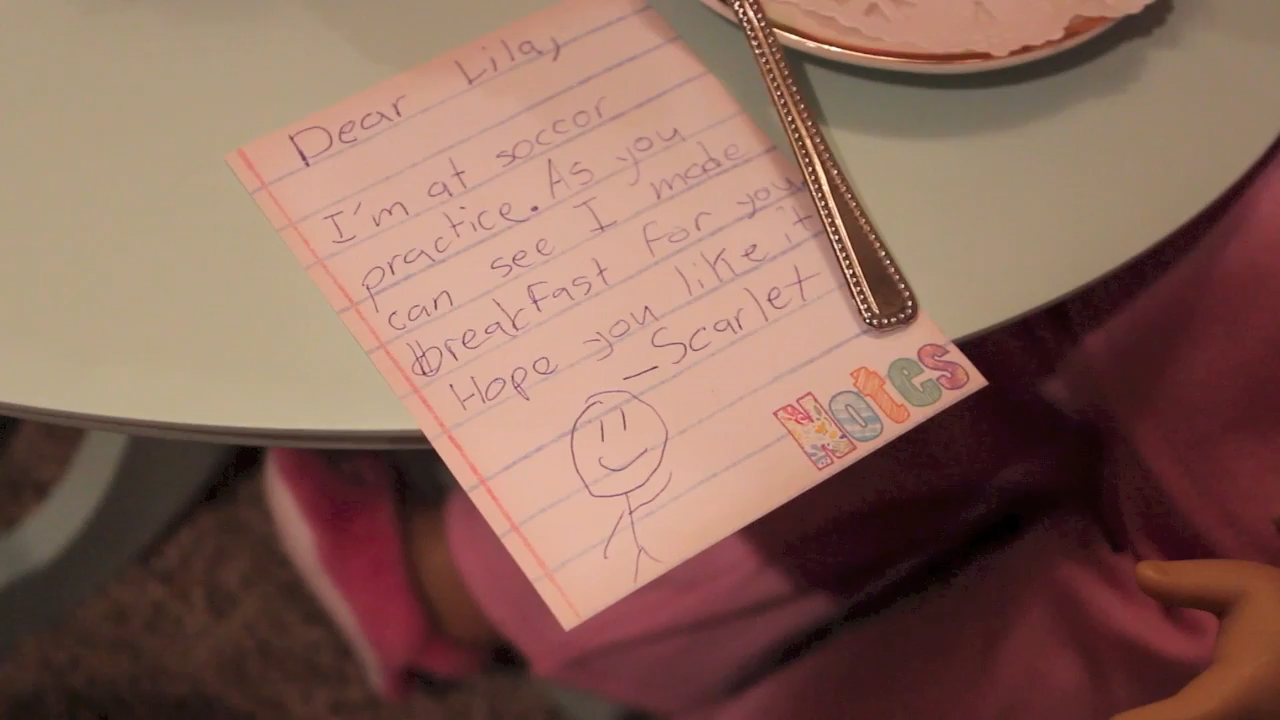 Dear Lila,
I'm at soccor
practice. As you
can see I made
breakfast for you
Hope you like it
— Scarlet
Notes